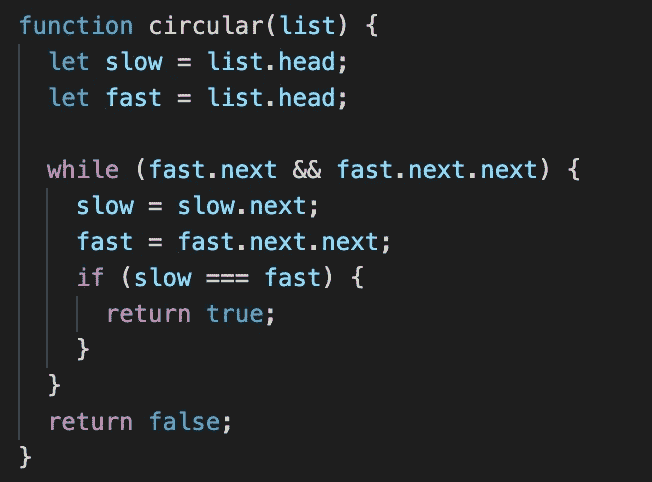 function circular(list) {
  let slow = list.head;
  let fast = list.head;

  while (fast.next && fast.next.next) {
    slow = slow.next;
    fast = fast.next.next;
    if (slow === fast) {
      return true;
    }
  }
  return false;
}